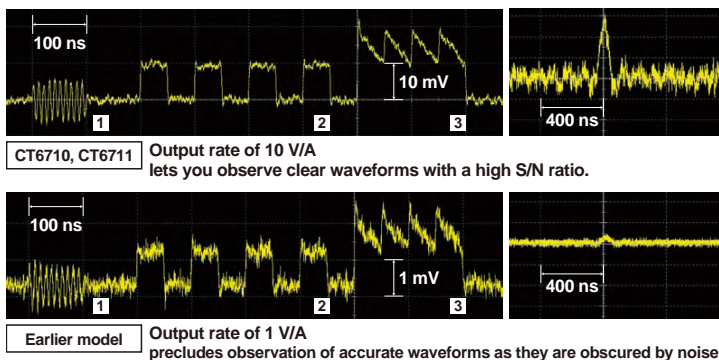 100 ns
10 mV
1
2
3
400 ns
CT6710, CT6711
Output rate of 10 V/A
lets you observe clear waveforms with a high S/N ratio.
100 ns
1 mV
1
2
3
400 ns
Earlier model
Output rate of 1 V/A
precludes observation of accurate waveforms as they are obscured by noise